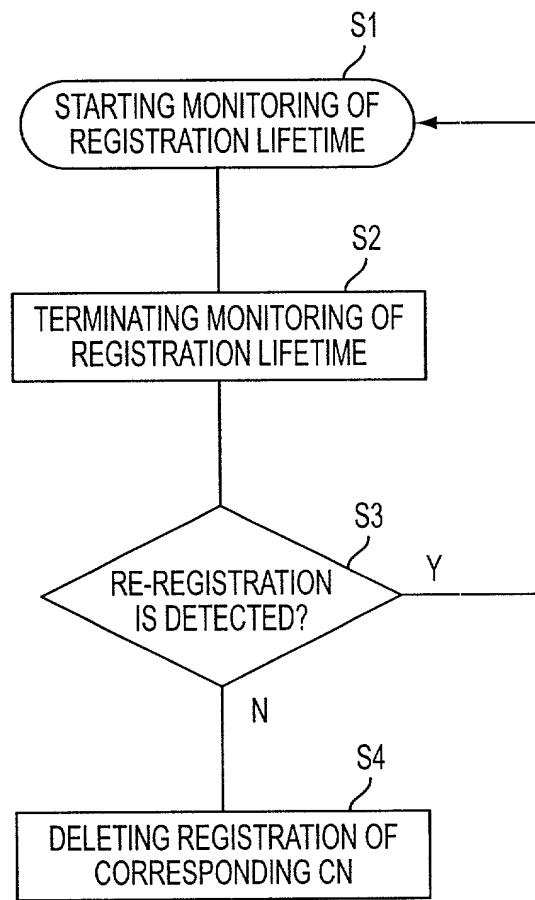 S1
STARTING MONITORING OF
REGISTRATION LIFETIME
S2
TERMINATING MONITORING OF
REGISTRATION LIFETIME
S3
RE-REGISTRATION
IS DETECTED?
Y
N
S4
DELETING REGISTRATION OF
CORRESPONDING CN